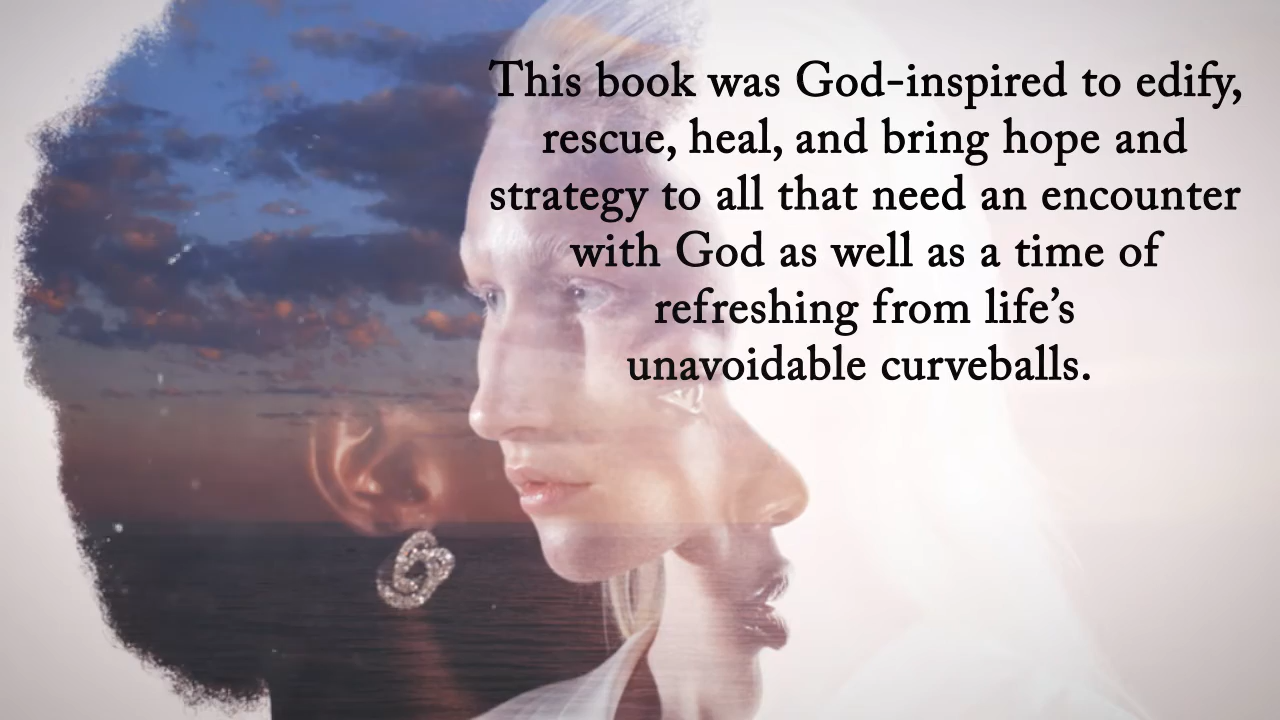 This book was God-inspired to edify,
rescue, heal, and bring hope and
strategy to all that need an encounter
with God as well as a time of
refreshing from life’s
unavoidable curveballs.